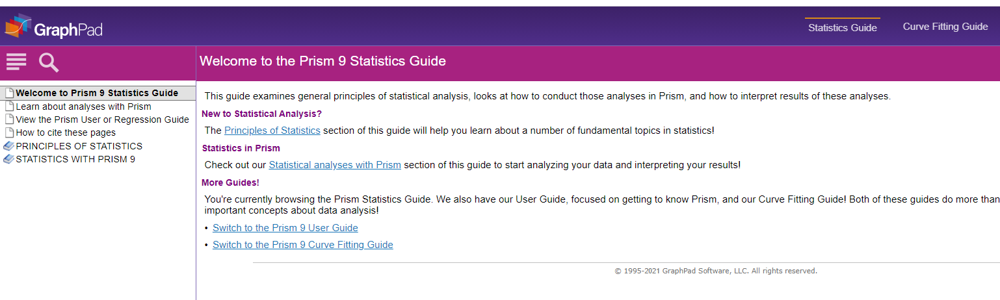 GraphPad
Statistics Guide
Curve Fitting Guide
Welcome to the Prism 9 Statistics Guide
Welcome to Prism 9 Statistics Guide
Learn about analyses with Prism
View the Prism User or Regression Guide
How to cite these pages
PRINCIPLES OF STATISTICS
STATISTICS WITH PRISM 9
This guide examines general principles of statistical analysis, looks at how to conduct those analyses in Prism, and how to interpret results of these analyses.
New to Statistical Analysis?
The Principles of Statistics section of this guide will help you learn about a number of fundamental topics in statistics!
Statistics in Prism
Check out our Statistical analyses with Prism section of this guide to start analyzing your data and interpreting your results!
More Guides!
You're currently browsing the Prism Statistics Guide. We also have our User Guide, focused on getting to know Prism, and our Curve Fitting Guide! Both of these guides do more than
important concepts about data analysis!
• Switch to the Prism 9 User Guide
• Switch to the Prism 9 Curve Fitting Guide
© 1995-2021 GraphPad Software, LLC. All rights reserved.